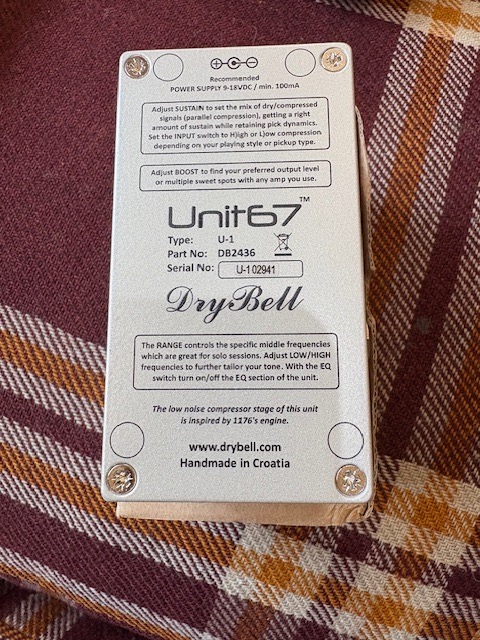 Recommended
POWER SUPPLY 9-18VDC / min. 100mA
Adjust SUSTAIN to set the mix of dry/compressed
signals (parallel compression), getting a right
amount of sustain while retaining pick dynamics.
Set the INPUT switch to H)igh or L)ow compression
depending on your playing style or pickup type.
Adjust BOOST to find your preferred output level
or multiple sweet spots with any amp you use.
Unit67™
Type: U-1
Part No: DB2436
Serial No: U-1 02941
DryBell
The RANGE controls the specific middle frequencies
which are great for solo sessions. Adjust LOW/HIGH
frequencies to further tailor your tone. With the EQ
switch turn on/off the EQ section of the unit.
The low noise compressor stage of this unit
is inspired by 1176's engine.
www.drybell.com
Handmade in Croatia